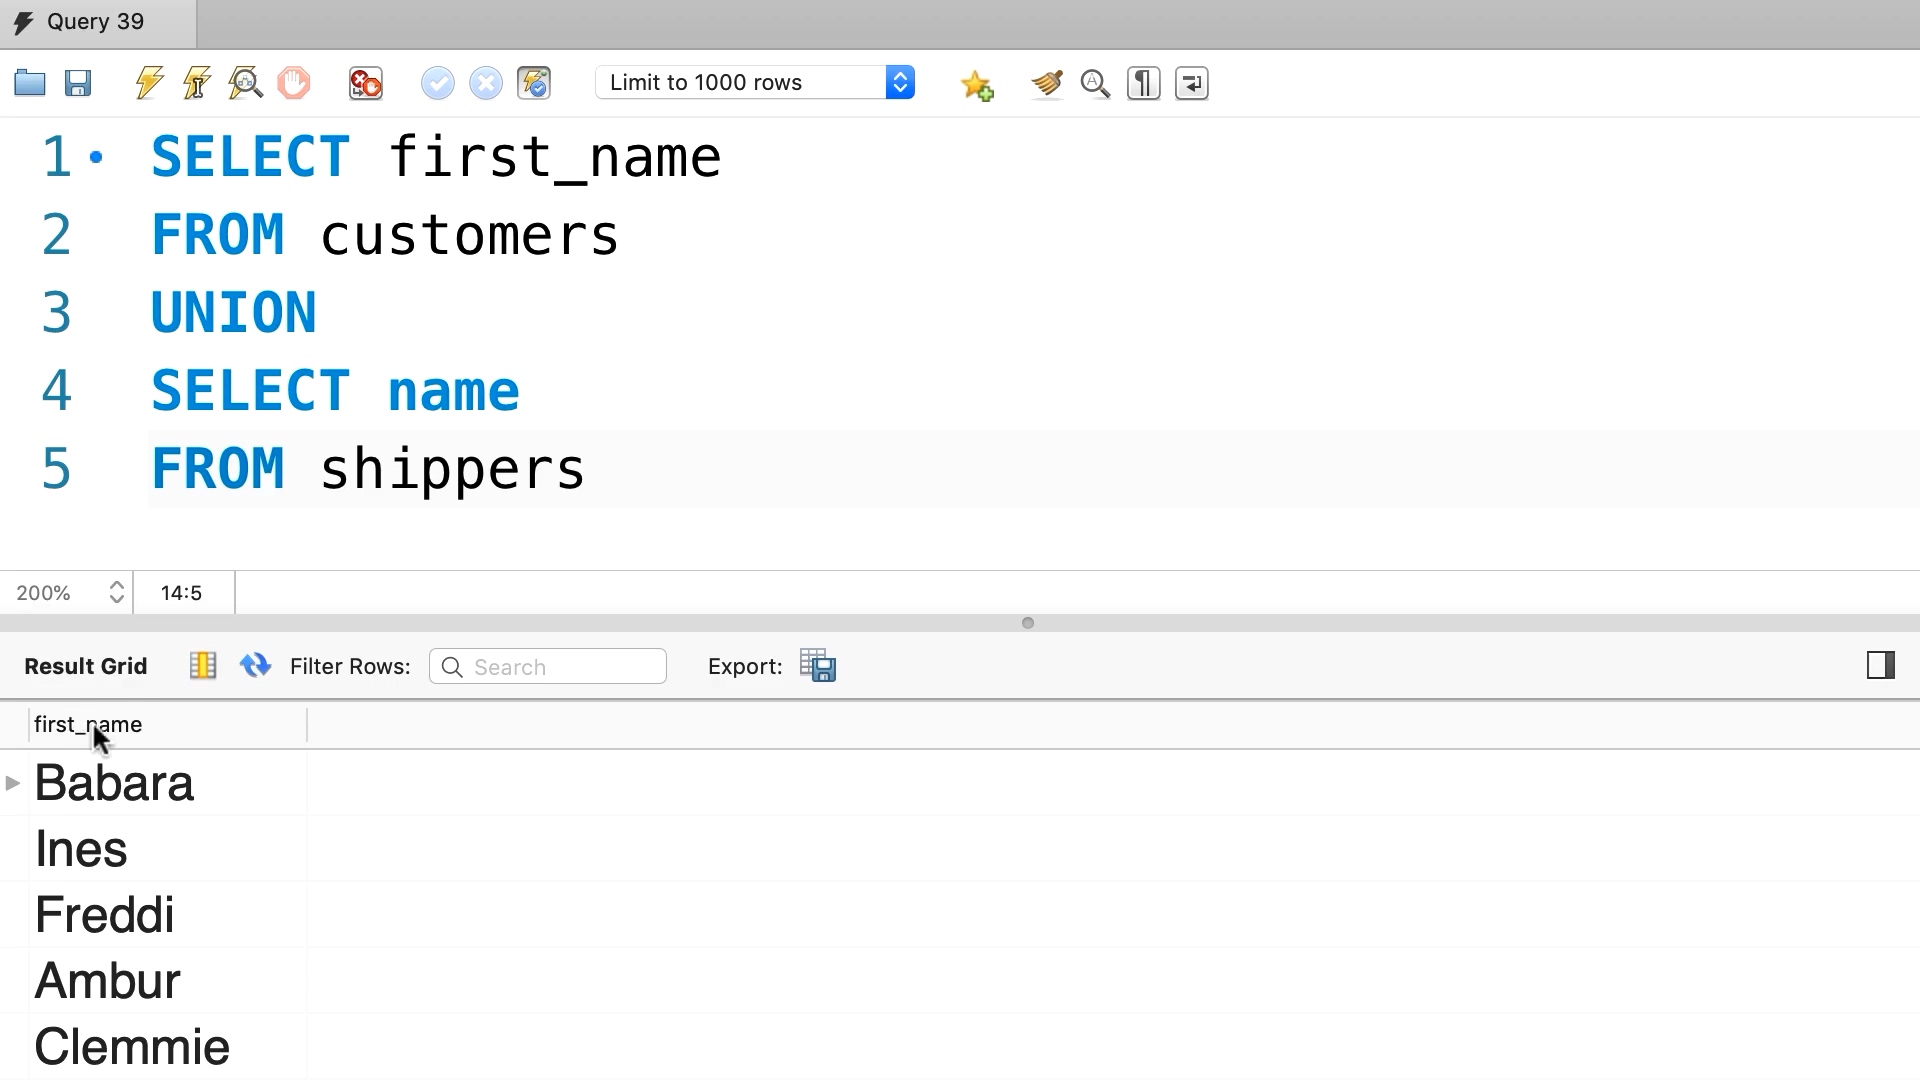 Query 39
Limit to 1000 rows
1 SELECT first_name
2 FROM customers
3 UNION
4 SELECT name
5 FROM shippers
200% 14:5
Result Grid Filter Rows: Search Export:
first_name
Babara
Ines
Freddi
Ambur
Clemmie